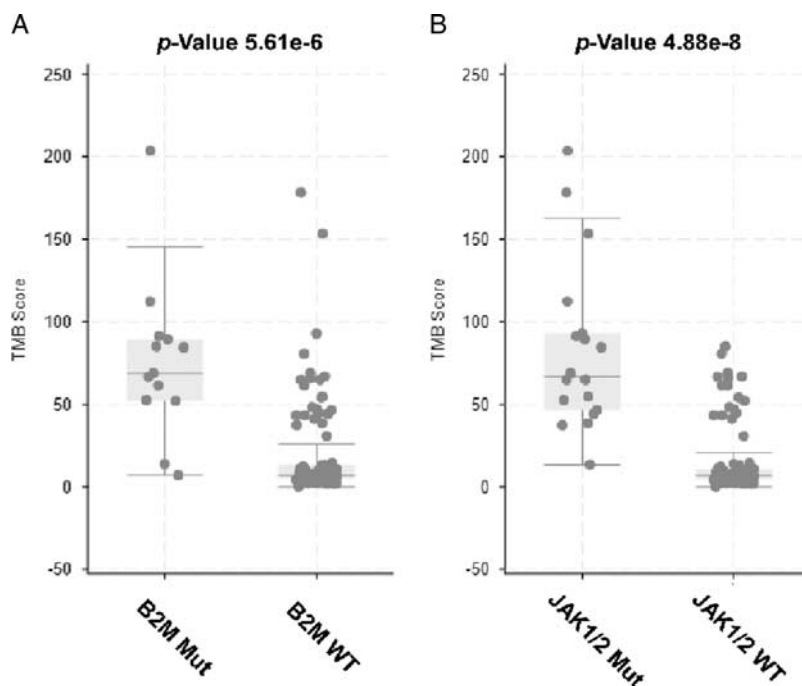 A
p-Value 5.61e-6
250
200
150
100
50
0
-50
TMB Score
B2M Mut
B2M WT
B
p-Value 4.88e-8
250
200
150
100
50
0
-50
TMB Score
JAK1/2 Mut
JAK1/2 WT